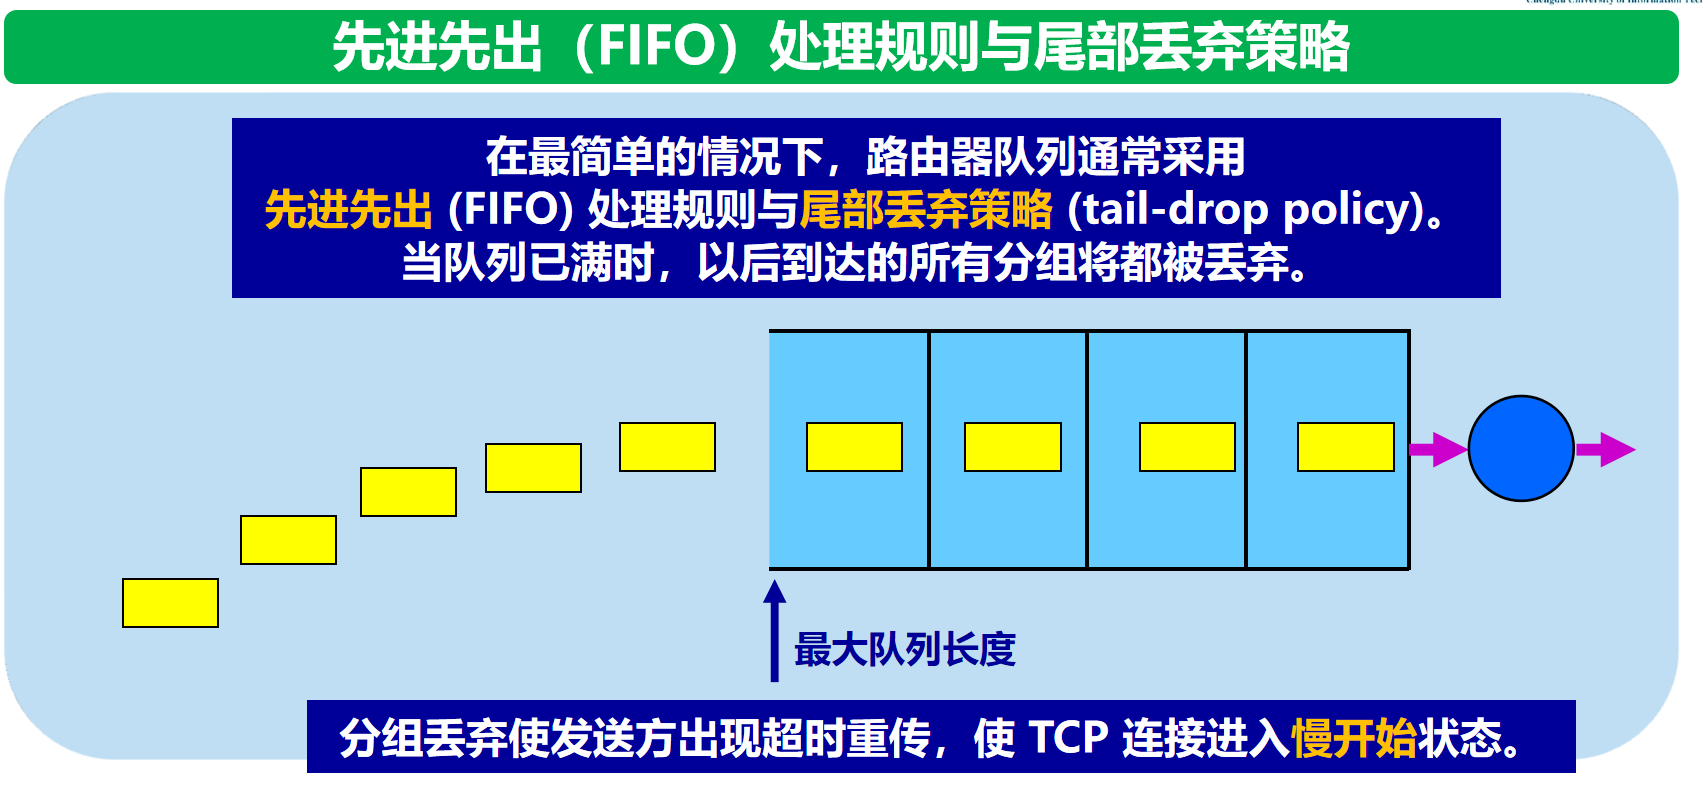 先进先出（FIFO）处理规则与尾部丢弃策略
在最简单的情况下，路由器队列通常采用
先进先出 (FIFO) 处理规则与尾部丢弃策略 (tail-drop policy)。
当队列已满时，以后到达的所有分组将都被丢弃。
最大队列长度
分组丢弃使发送方出现超时重传，使 TCP 连接进入慢开始状态。